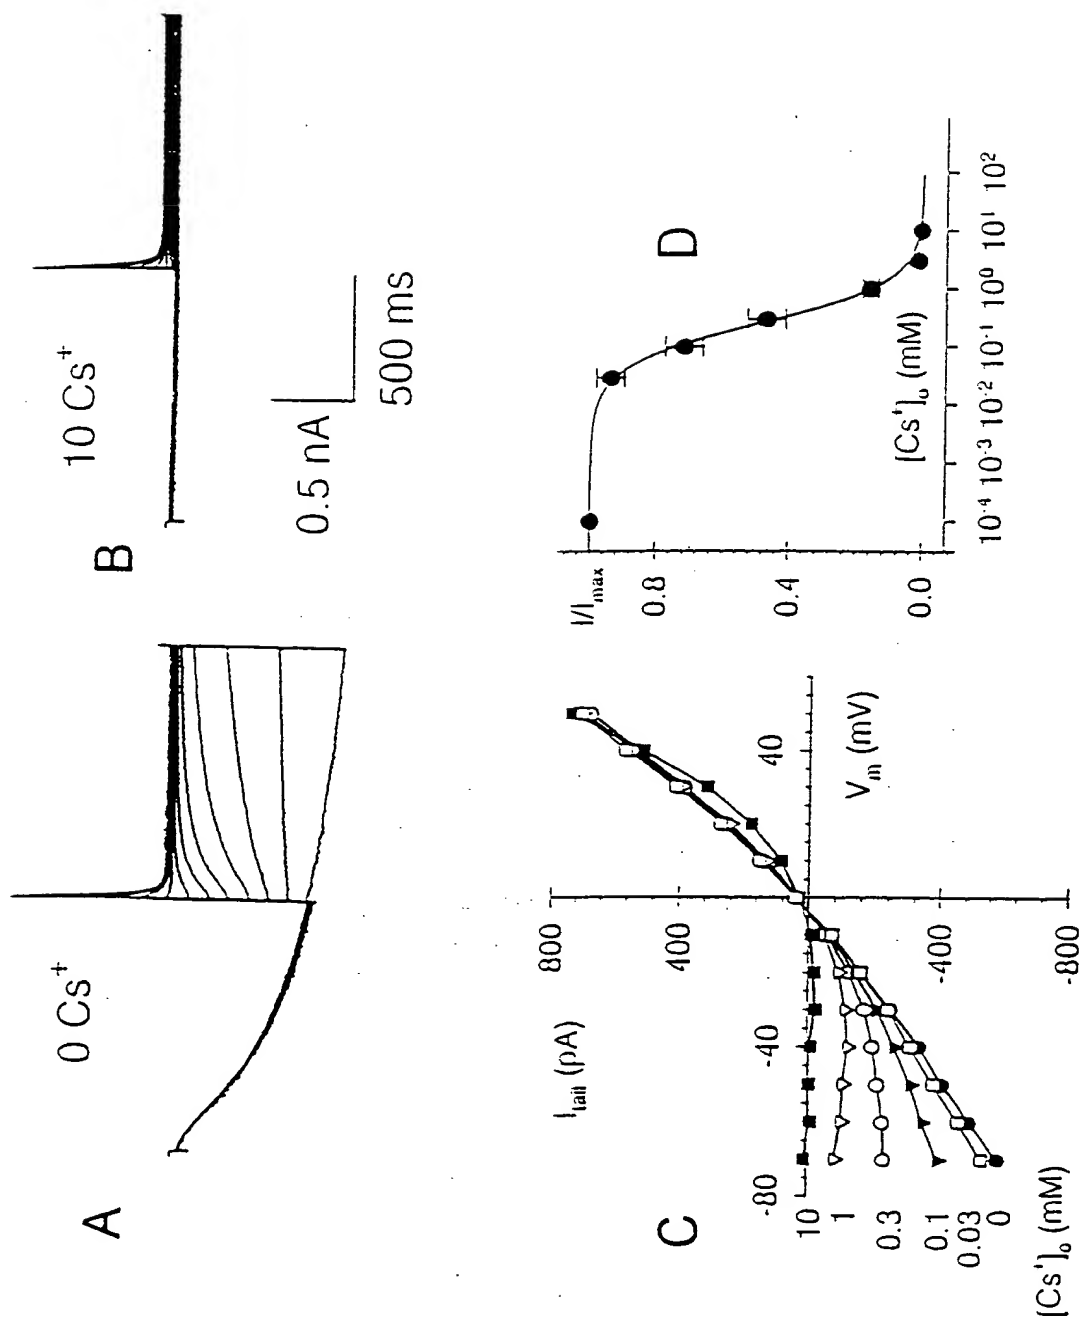 A
0 Cs+
B
10 Cs+
0.5 nA
500 ms
C
Itail (pA)
800
400
-400
-800
-80
-40
40
Vm (mV)
10
1
0.3
0.1
0.03
0
[Cs+]o (mM)
D
I/Imax
0.8
0.4
0.0
10-4 10-3 10-2 10-1 100 101 102
[Cs+]o (mM)